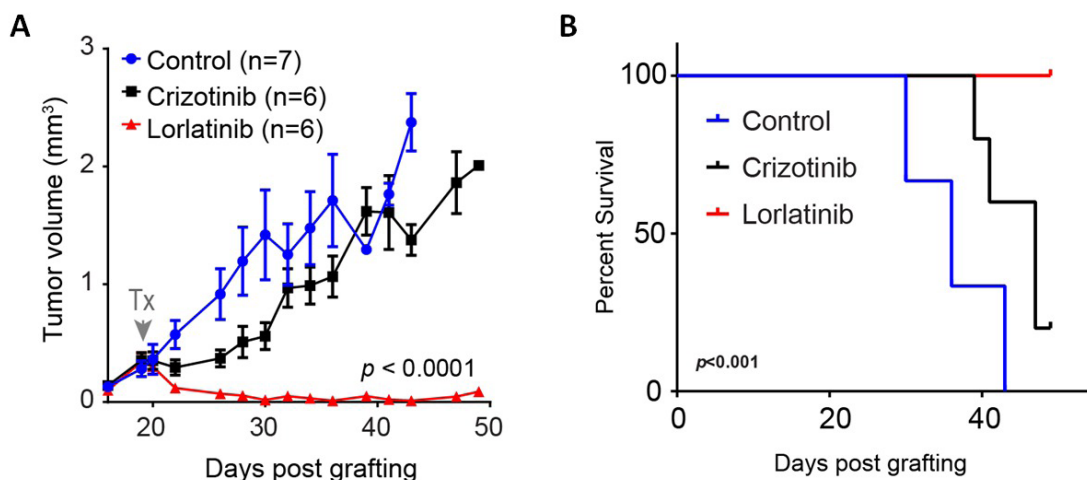 A
Tumor volume (mm³)
3
2
1
0
Control (n=7)
Crizotinib (n=6)
Lorlatinib (n=6)
Tx
p < 0.0001
20
30
40
50
Days post grafting
B
Percent Survival
100
50
0
Control
Crizotinib
Lorlatinib
p<0.001
0
20
40
Days post grafting